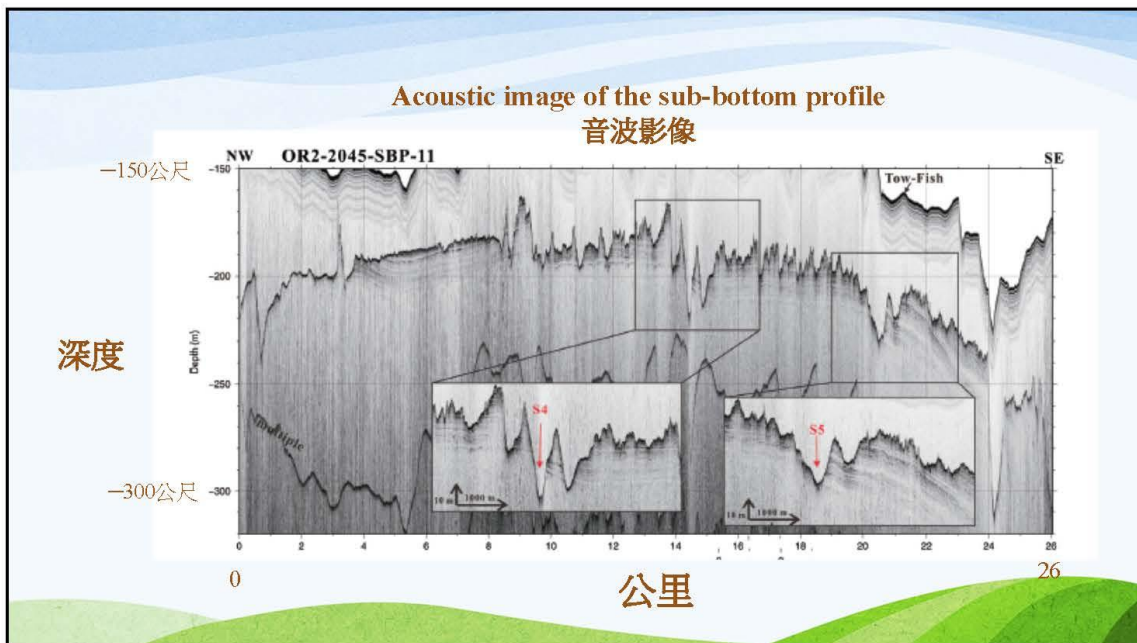 Acoustic image of the sub-bottom profile
音波影像
NW OR2-2045-SBP-11 SE
－150公尺
-150
Tow-Fish
-200
深度
Depth (m)
-250
S4
S5
Multiple
－300公尺
-300
10 m 1000 m
10 m 1000 m
0 2 4 6 8 10 12 14 16 18 20 22 24 26
0
公里
26